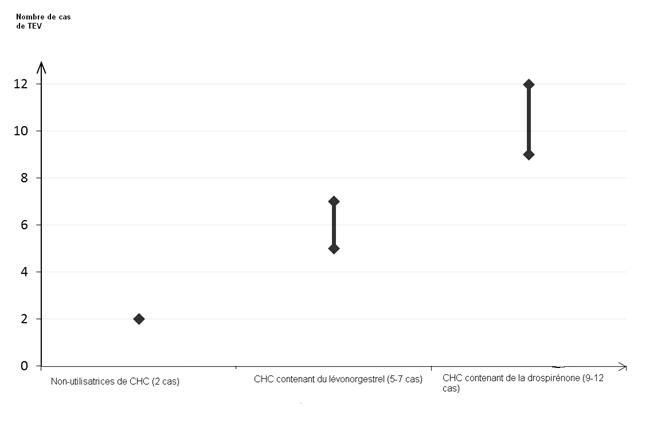 Nombre de cas
de TEV
12
10
8
6
4
2
0
Non-utilisatrices de CHC (2 cas)
CHC contenant du lévonorgestrel (5-7 cas)
CHC contenant de la drospirénone (9-12
cas)